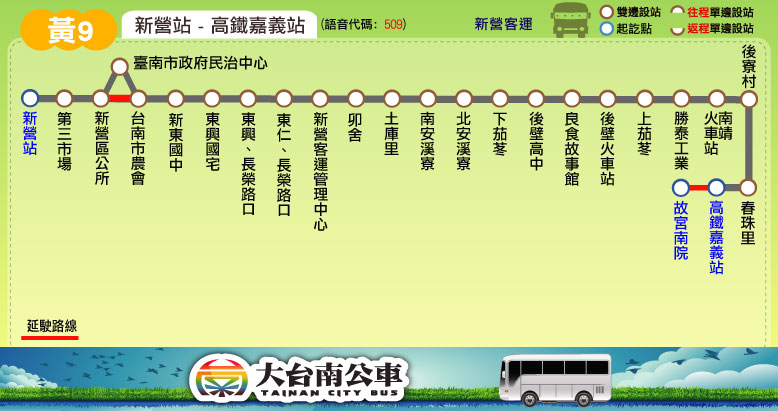 黃9
新營站 - 高鐵嘉義站
(語音代碼: 509)
新營客運
雙邊設站
起訖點
往程單邊設站
返程單邊設站
臺南市政府民治中心
新營站
第三市場
新營區公所
台南市農會
新東國中
東興國宅
東興、長榮路口
東仁、長榮路口
新營客運管理中心
卯舍
土庫里
南安溪寮
北安溪寮
下茄苳
後壁高中
良食故事館
後壁火車站
上茄苳
勝泰工業
南靖火車站
後寮村
春珠里
高鐵嘉義站
故宮南院
延駛路線
大台南公車
TAINAN CITY BUS